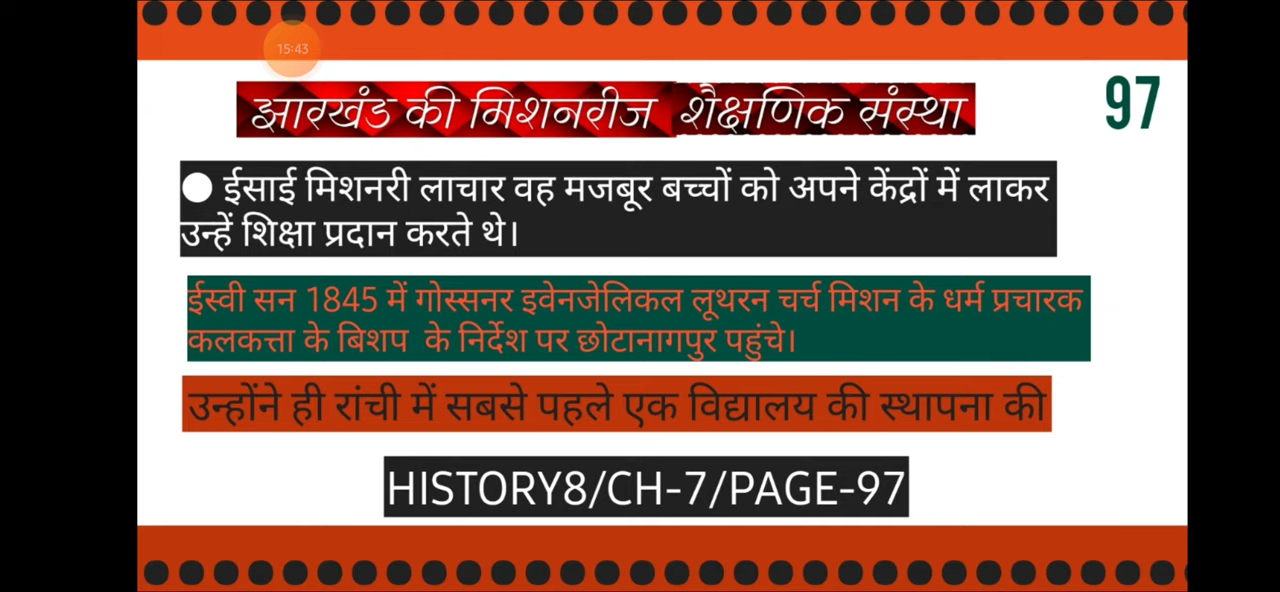 15:43
झारखंड की मिशनरीज शैक्षणिक संस्था
97
● ईसाई मिशनरी लाचार वह मजबूर बच्चों को अपने केंद्रों में लाकर
उन्हें शिक्षा प्रदान करते थे।
ईस्वी सन 1845 में गोस्सनर इवेनजेलिकल लूथरन चर्च मिशन के धर्म प्रचारक
कलकत्ता के बिशप के निर्देश पर छोटानागपुर पहुंचे।
उन्होंने ही रांची में सबसे पहले एक विद्यालय की स्थापना की
HISTORY8/CH-7/PAGE-97